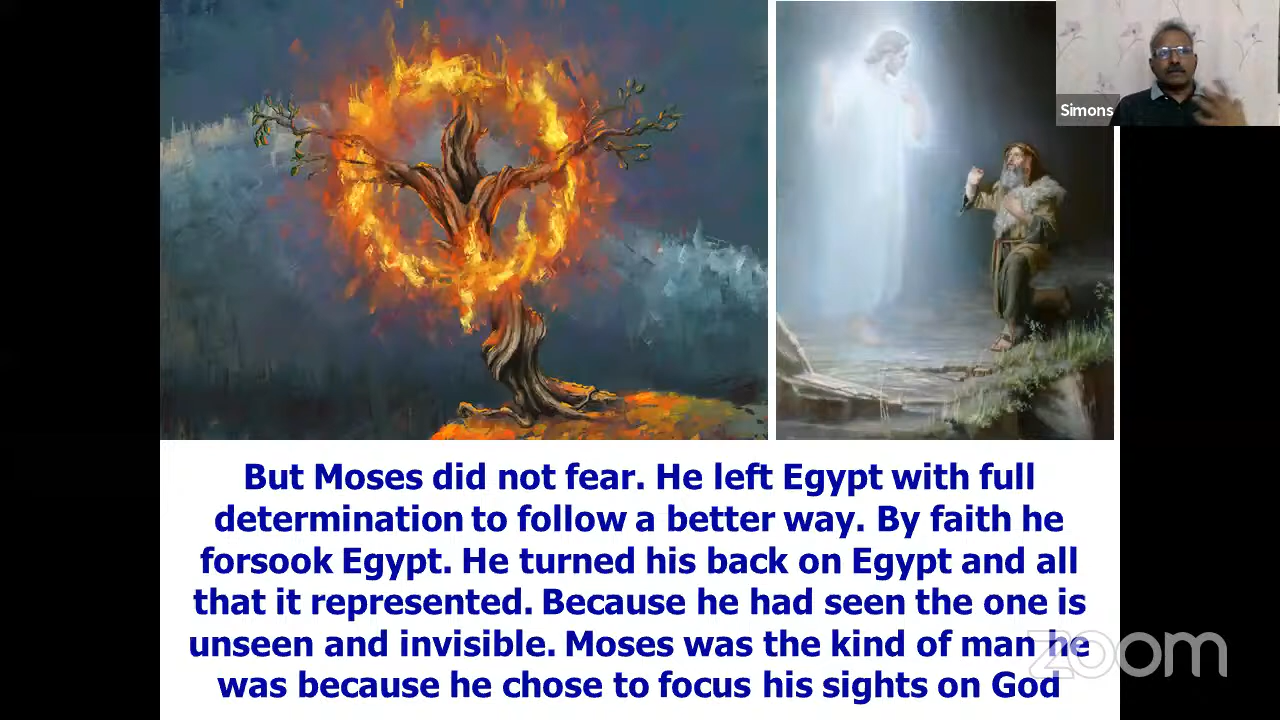 Simons
But Moses did not fear. He left Egypt with full
determination to follow a better way. By faith he
forsook Egypt. He turned his back on Egypt and all
that it represented. Because he had seen the one is
unseen and invisible. Moses was the kind of man he
was because he chose to focus his sights on God
zoom